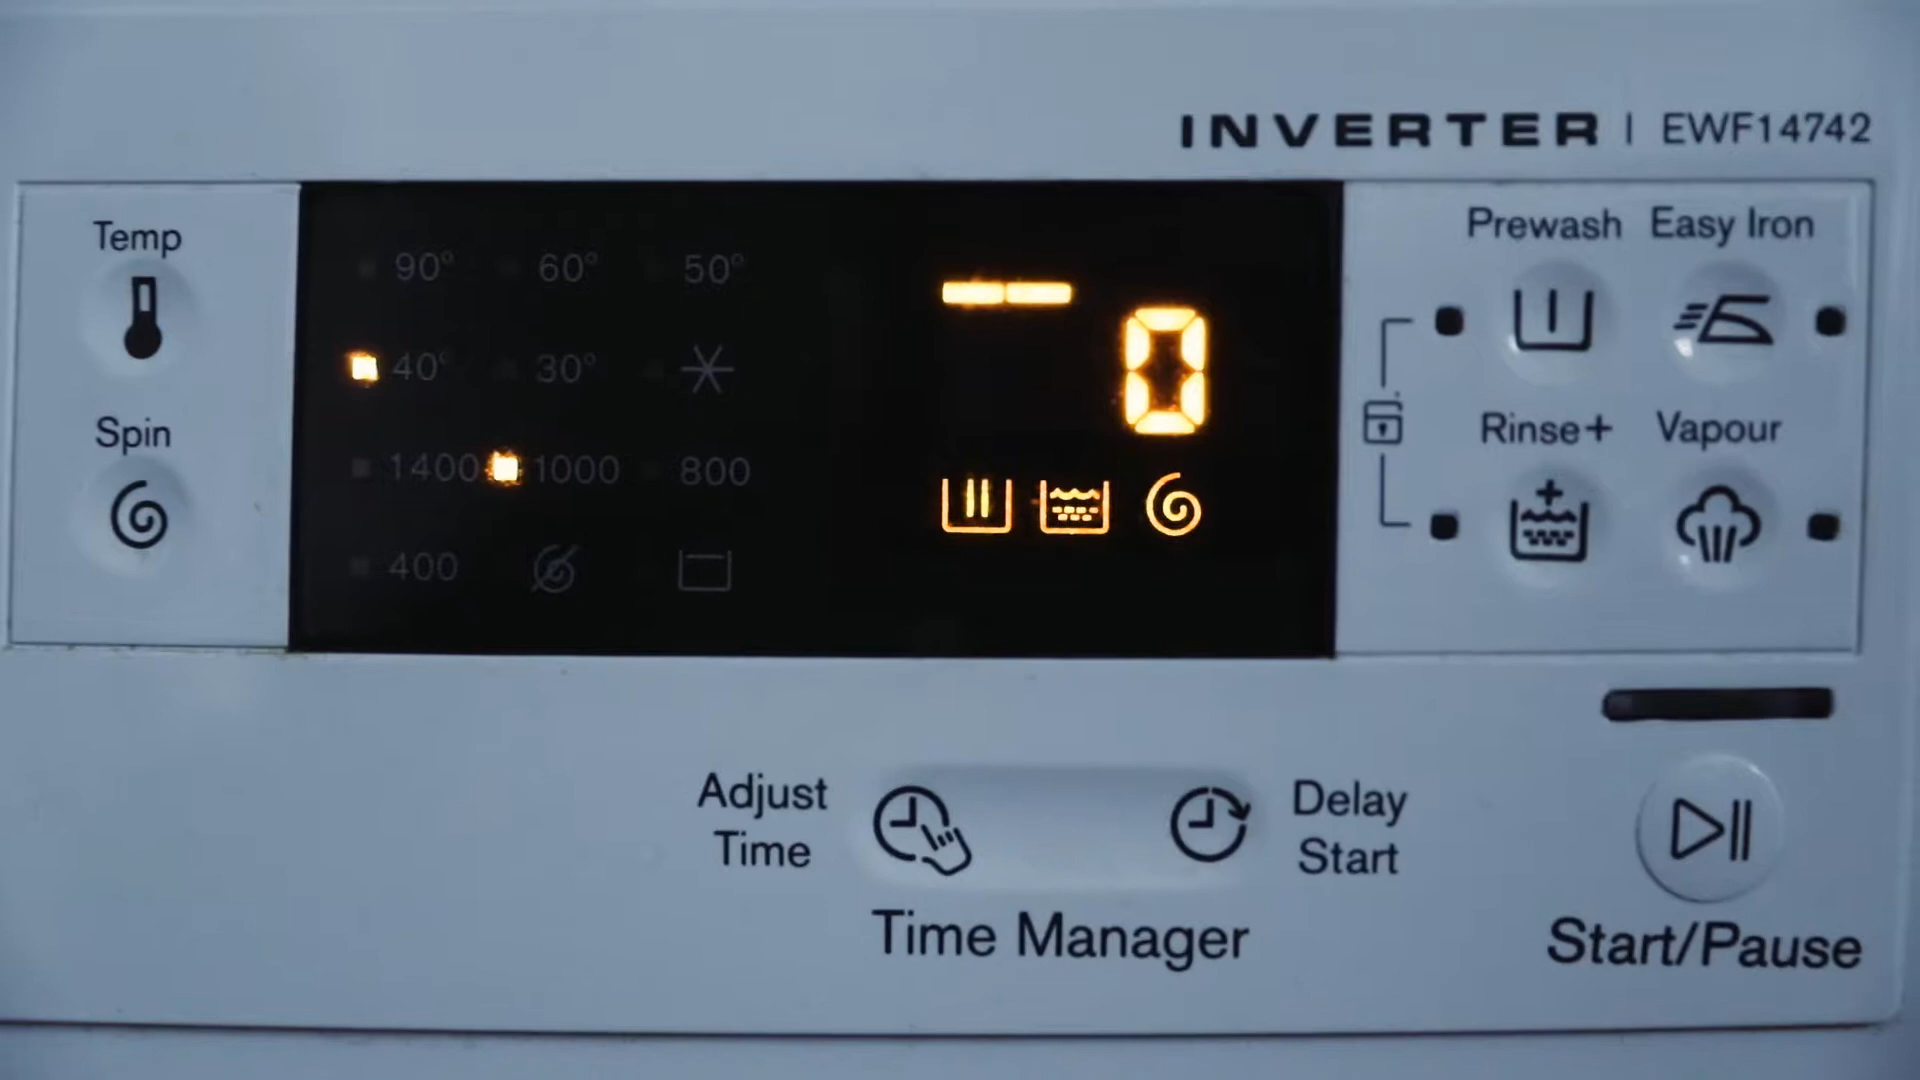 INVERTER | EWF14742
Temp
Spin
90° 60° 50°
40° 30°
1400 1000 800
400
0
Prewash Easy Iron
Rinse+ Vapour
Adjust
Time
Delay
Start
Time Manager
Start/Pause